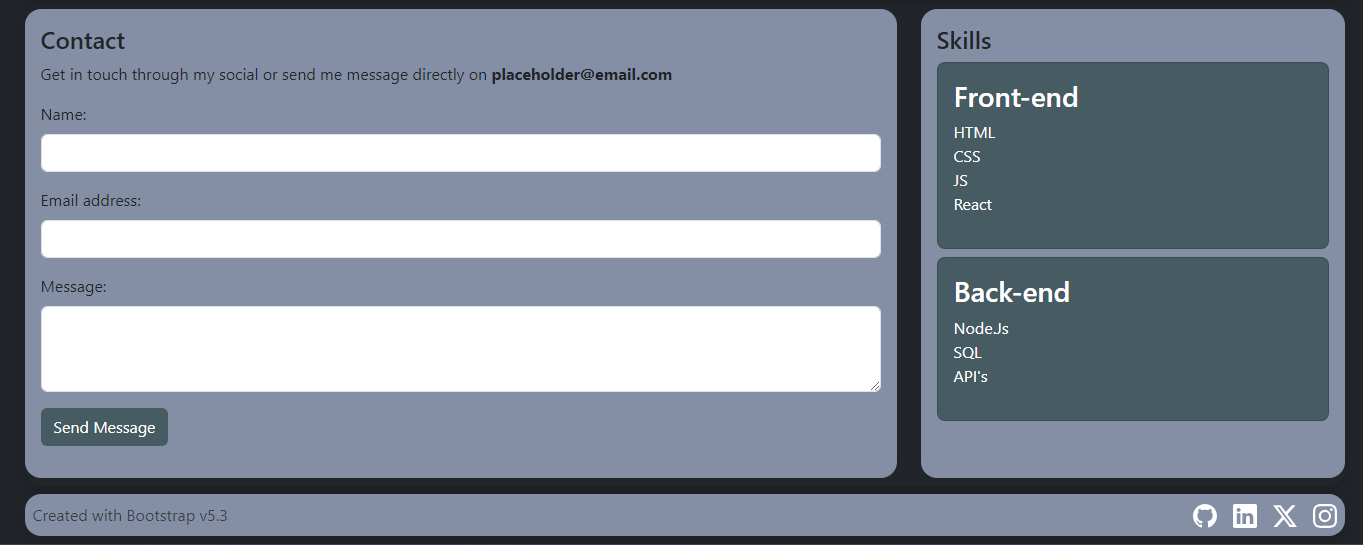 Contact
Get in touch through my social or send me message directly on placeholder@email.com
Name:
Email address:
Message:
Send Message
Skills
Front-end
HTML
CSS
JS
React
Back-end
NodeJs
SQL
API's
Created with Bootstrap v5.3